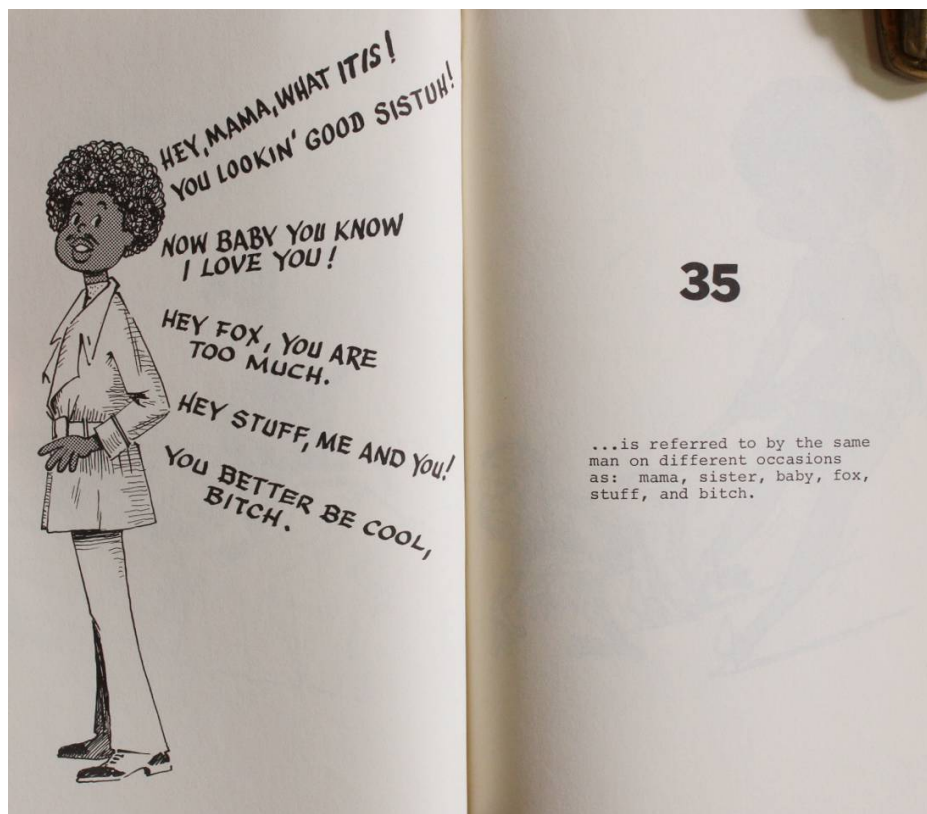 HEY, MAMA, WHAT IT IS!
YOU LOOKIN' GOOD SISTUH!
NOW BABY YOU KNOW
I LOVE YOU!
HEY FOX, YOU ARE
TOO MUCH.
HEY STUFF, ME AND YOU!
YOU BETTER BE COOL,
BITCH.
35
...is referred to by the same
man on different occasions
as: mama, sister, baby, fox,
stuff, and bitch.